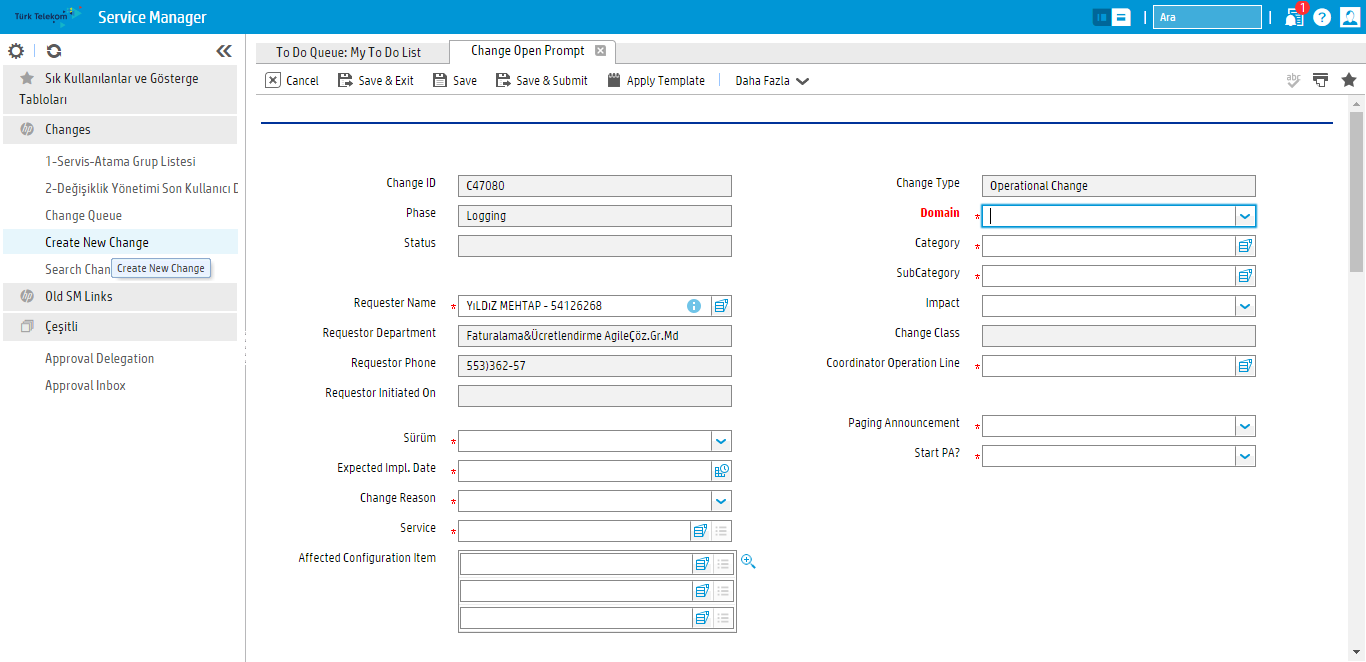 Türk Telekom
Service Manager
Ara
1
?
To Do Queue: My To Do List
Change Open Prompt
Cancel
Save & Exit
Save
Save & Submit
Apply Template
Daha Fazla
abc
Sık Kullanılanlar ve Gösterge
Tabloları
Changes
1-Servis-Atama Grup Listesi
2-Değişiklik Yönetimi Son Kullanıcı D
Change Queue
Create New Change
Search Chan
Create New Change
Old SM Links
Çeşitli
Approval Delegation
Approval Inbox
Change ID C47080
Phase Logging
Status
Requester Name * YıLDıZ MEHTAP - 54126268
Requestor Department Faturalama&Ücretlendirme AgileÇöz.Gr.Md
Requestor Phone 553)362-57
Requestor Initiated On
Sürüm *
Expected Impl. Date *
Change Reason *
Service *
Affected Configuration Item
Change Type Operational Change
Domain *
Category *
SubCategory *
Impact
Change Class
Coordinator Operation Line *
Paging Announcement *
Start PA? *